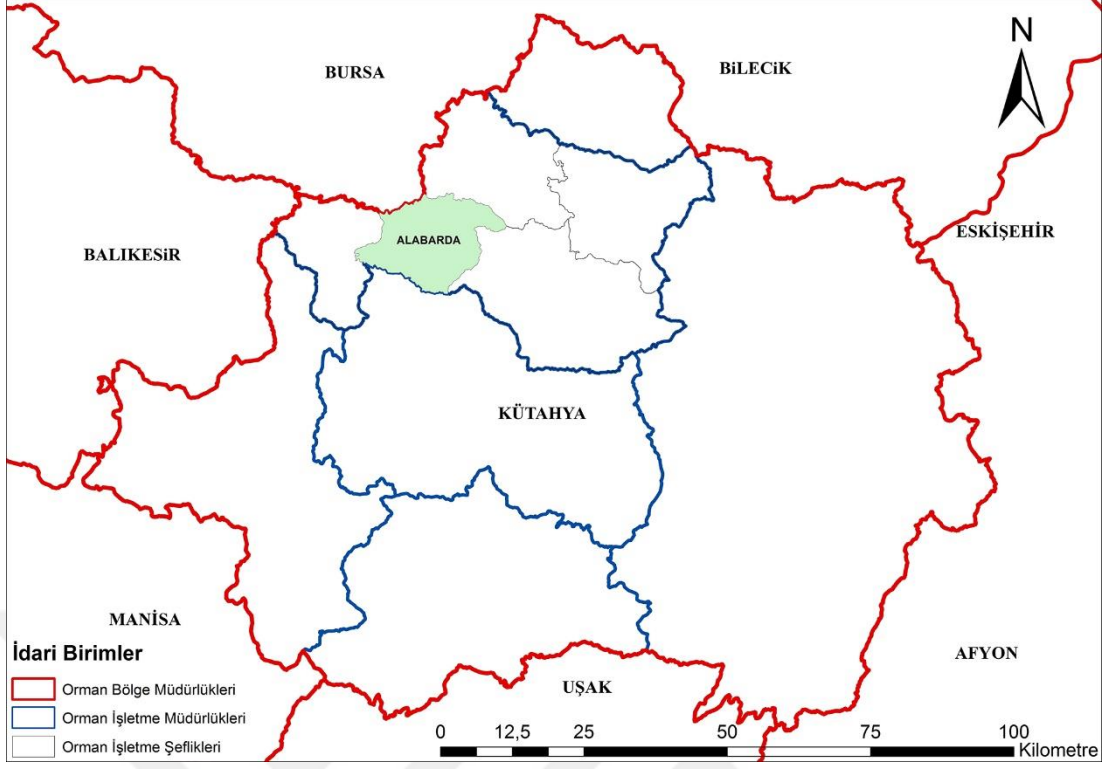 N
BURSA
BiLECiK
ESKİŞEHİR
ALABARDA
BALIKESiR
KÜTAHYA
MANİSA
AFYON
UŞAK
İdari Birimler
Orman Bölge Müdürlükleri
Orman İşletme Müdürlükleri
Orman İşletme Şeflikleri
0 12,5 25 50 75 100
Kilometre